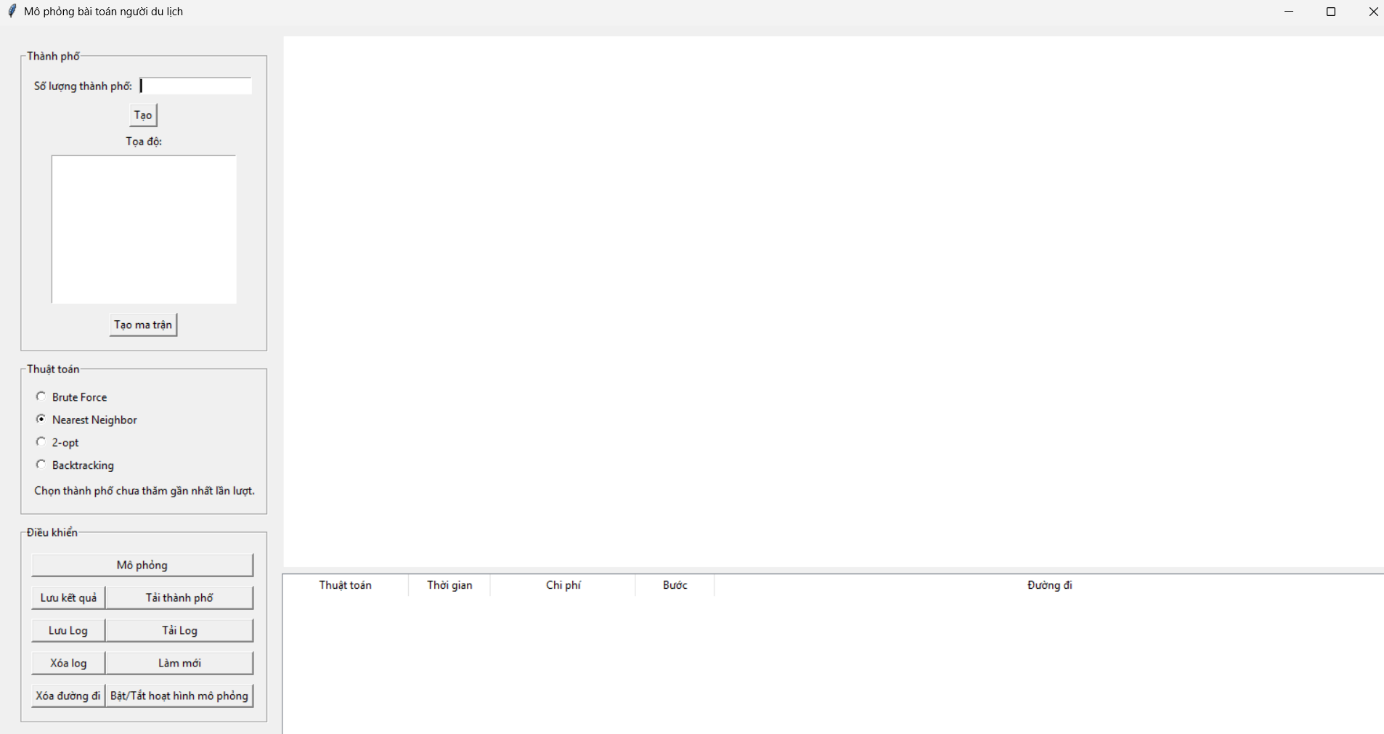 Mô phỏng bài toán người du lịch
Thành phố
Số lượng thành phố:
Tạo
Tọa độ:
Tạo ma trận
Thuật toán
Brute Force
Nearest Neighbor
2-opt
Backtracking
Chọn thành phố chưa thăm gần nhất lần lượt.
Điều khiển
Mô phỏng
Lưu kết quả Tải thành phố
Lưu Log Tải Log
Xóa log Làm mới
Xóa đường đi Bật/Tắt hoạt hình mô phỏng
Thuật toán Thời gian Chi phí Bước Đường đi